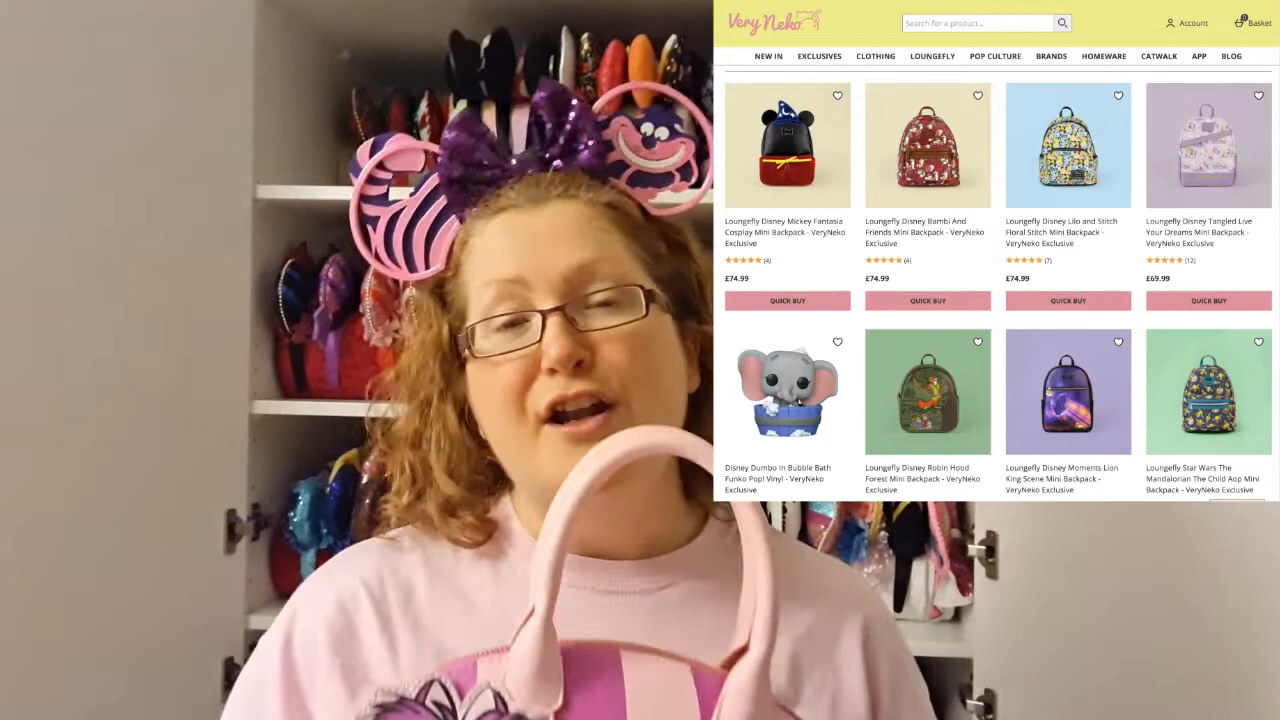 Very Neko
Search for a product...
Account
0
Basket
NEW IN EXCLUSIVES CLOTHING LOUNGEFLY POP CULTURE BRANDS HOMEWARE CATWALK APP BLOG
Loungefly Disney Mickey Fantasia
Cosplay Mini Backpack - VeryNeko
Exclusive
(4)
£74.99
QUICK BUY
Loungefly Disney Bambi And
Friends Mini Backpack - VeryNeko
Exclusive
(4)
£74.99
QUICK BUY
Loungefly Disney Lilo and Stitch
Floral Stitch Mini Backpack -
VeryNeko Exclusive
(7)
£74.99
QUICK BUY
Loungefly Disney Tangled Live
Your Dreams Mini Backpack -
VeryNeko Exclusive
(12)
£69.99
QUICK BUY
Disney Dumbo In Bubble Bath
Funko Pop! Vinyl - VeryNeko
Exclusive
Loungefly Disney Robin Hood
Forest Mini Backpack - VeryNeko
Exclusive
Loungefly Disney Moments Lion
King Scene Mini Backpack -
VeryNeko Exclusive
Loungefly Star Wars The
Mandalorian The Child Aop Mini
Backpack - VeryNeko Exclusive